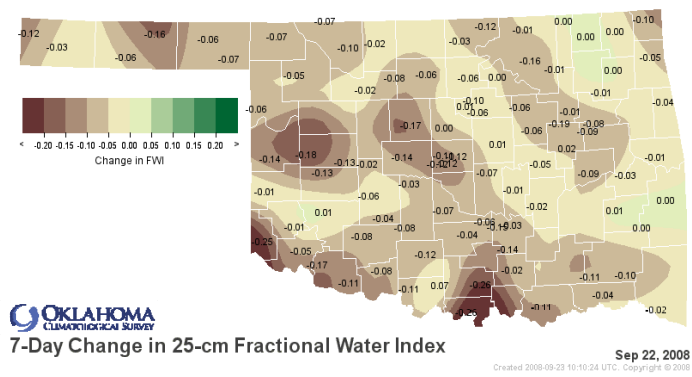 -0.12 -0.03 -0.06 -0.16 -0.06 -0.07
-0.07 -0.07 -0.10 -0.02 -0.03 -0.12 -0.01 0.00 0.00 0.00 -0.10
-0.05 -0.02 -0.08 -0.06 -0.06 0.00 -0.16 -0.01 0.00 -0.01 -0.04
-0.06 -0.17 0.00 -0.10 0.01 -0.06 -0.06 -0.01 -0.19 -0.08 -0.09
-0.14 -0.18 -0.13 -0.13 -0.02 -0.14 -0.12 0.01 -0.05 0.02 -0.09 -0.03
-0.01 0.01 -0.01 -0.06 -0.04 -0.03 -0.07 0.01 0.00
-0.25 -0.05 -0.17 -0.08 -0.08 -0.12 -0.04 -0.06 -0.03 -0.14
-0.11 -0.08 -0.11 0.07 -0.26 -0.02 -0.11 -0.11 -0.10 -0.04 -0.02
< -0.20 -0.15 -0.10 -0.05 0.00 0.05 0.10 0.15 0.20 >
Change in FWI
OKLAHOMA
CLIMATOLOGICAL SURVEY
7-Day Change in 25-cm Fractional Water Index
Sep 22, 2008
Created 2008-09-23 10:10:24 UTC. Copyright © 2008